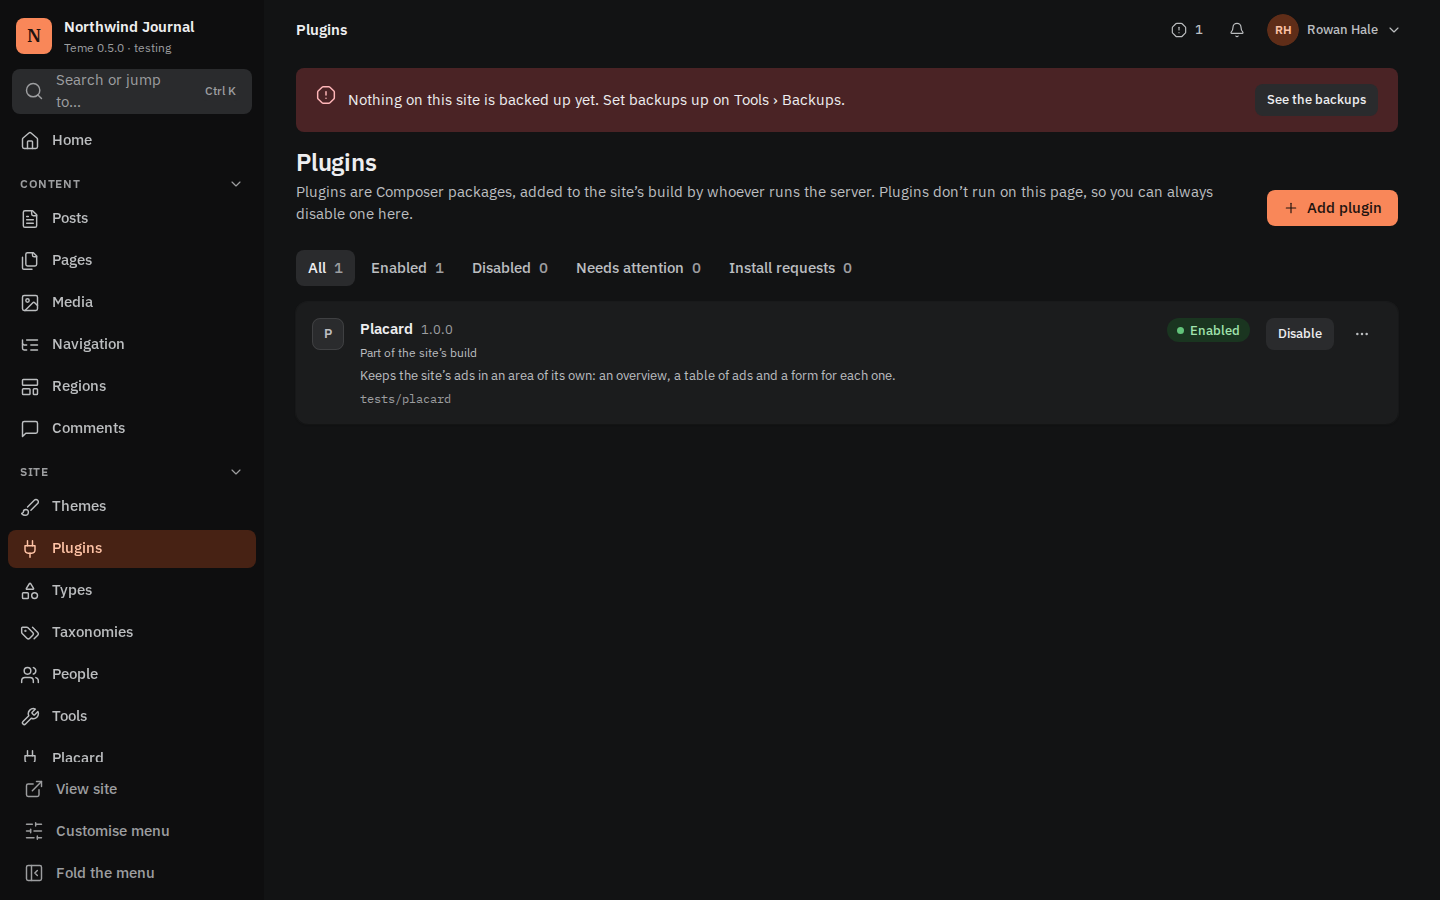 N
Northwind Journal
Teme 0.5.0 · testing
Search or jump
to...
Ctrl K
Home
CONTENT
Posts
Pages
Media
Navigation
Regions
Comments
SITE
Themes
Plugins
Types
Taxonomies
People
Tools
Placard
View site
Customise menu
Fold the menu
Plugins
1
RH
Rowan Hale
Nothing on this site is backed up yet. Set backups up on Tools › Backups.
See the backups
Plugins
Plugins are Composer packages, added to the site’s build by whoever runs the server. Plugins don’t run on this page, so you can always
disable one here.
Add plugin
All 1
Enabled 1
Disabled 0
Needs attention 0
Install requests 0
P
Placard 1.0.0
Part of the site’s build
Keeps the site’s ads in an area of its own: an overview, a table of ads and a form for each one.
tests/placard
Enabled
Disable